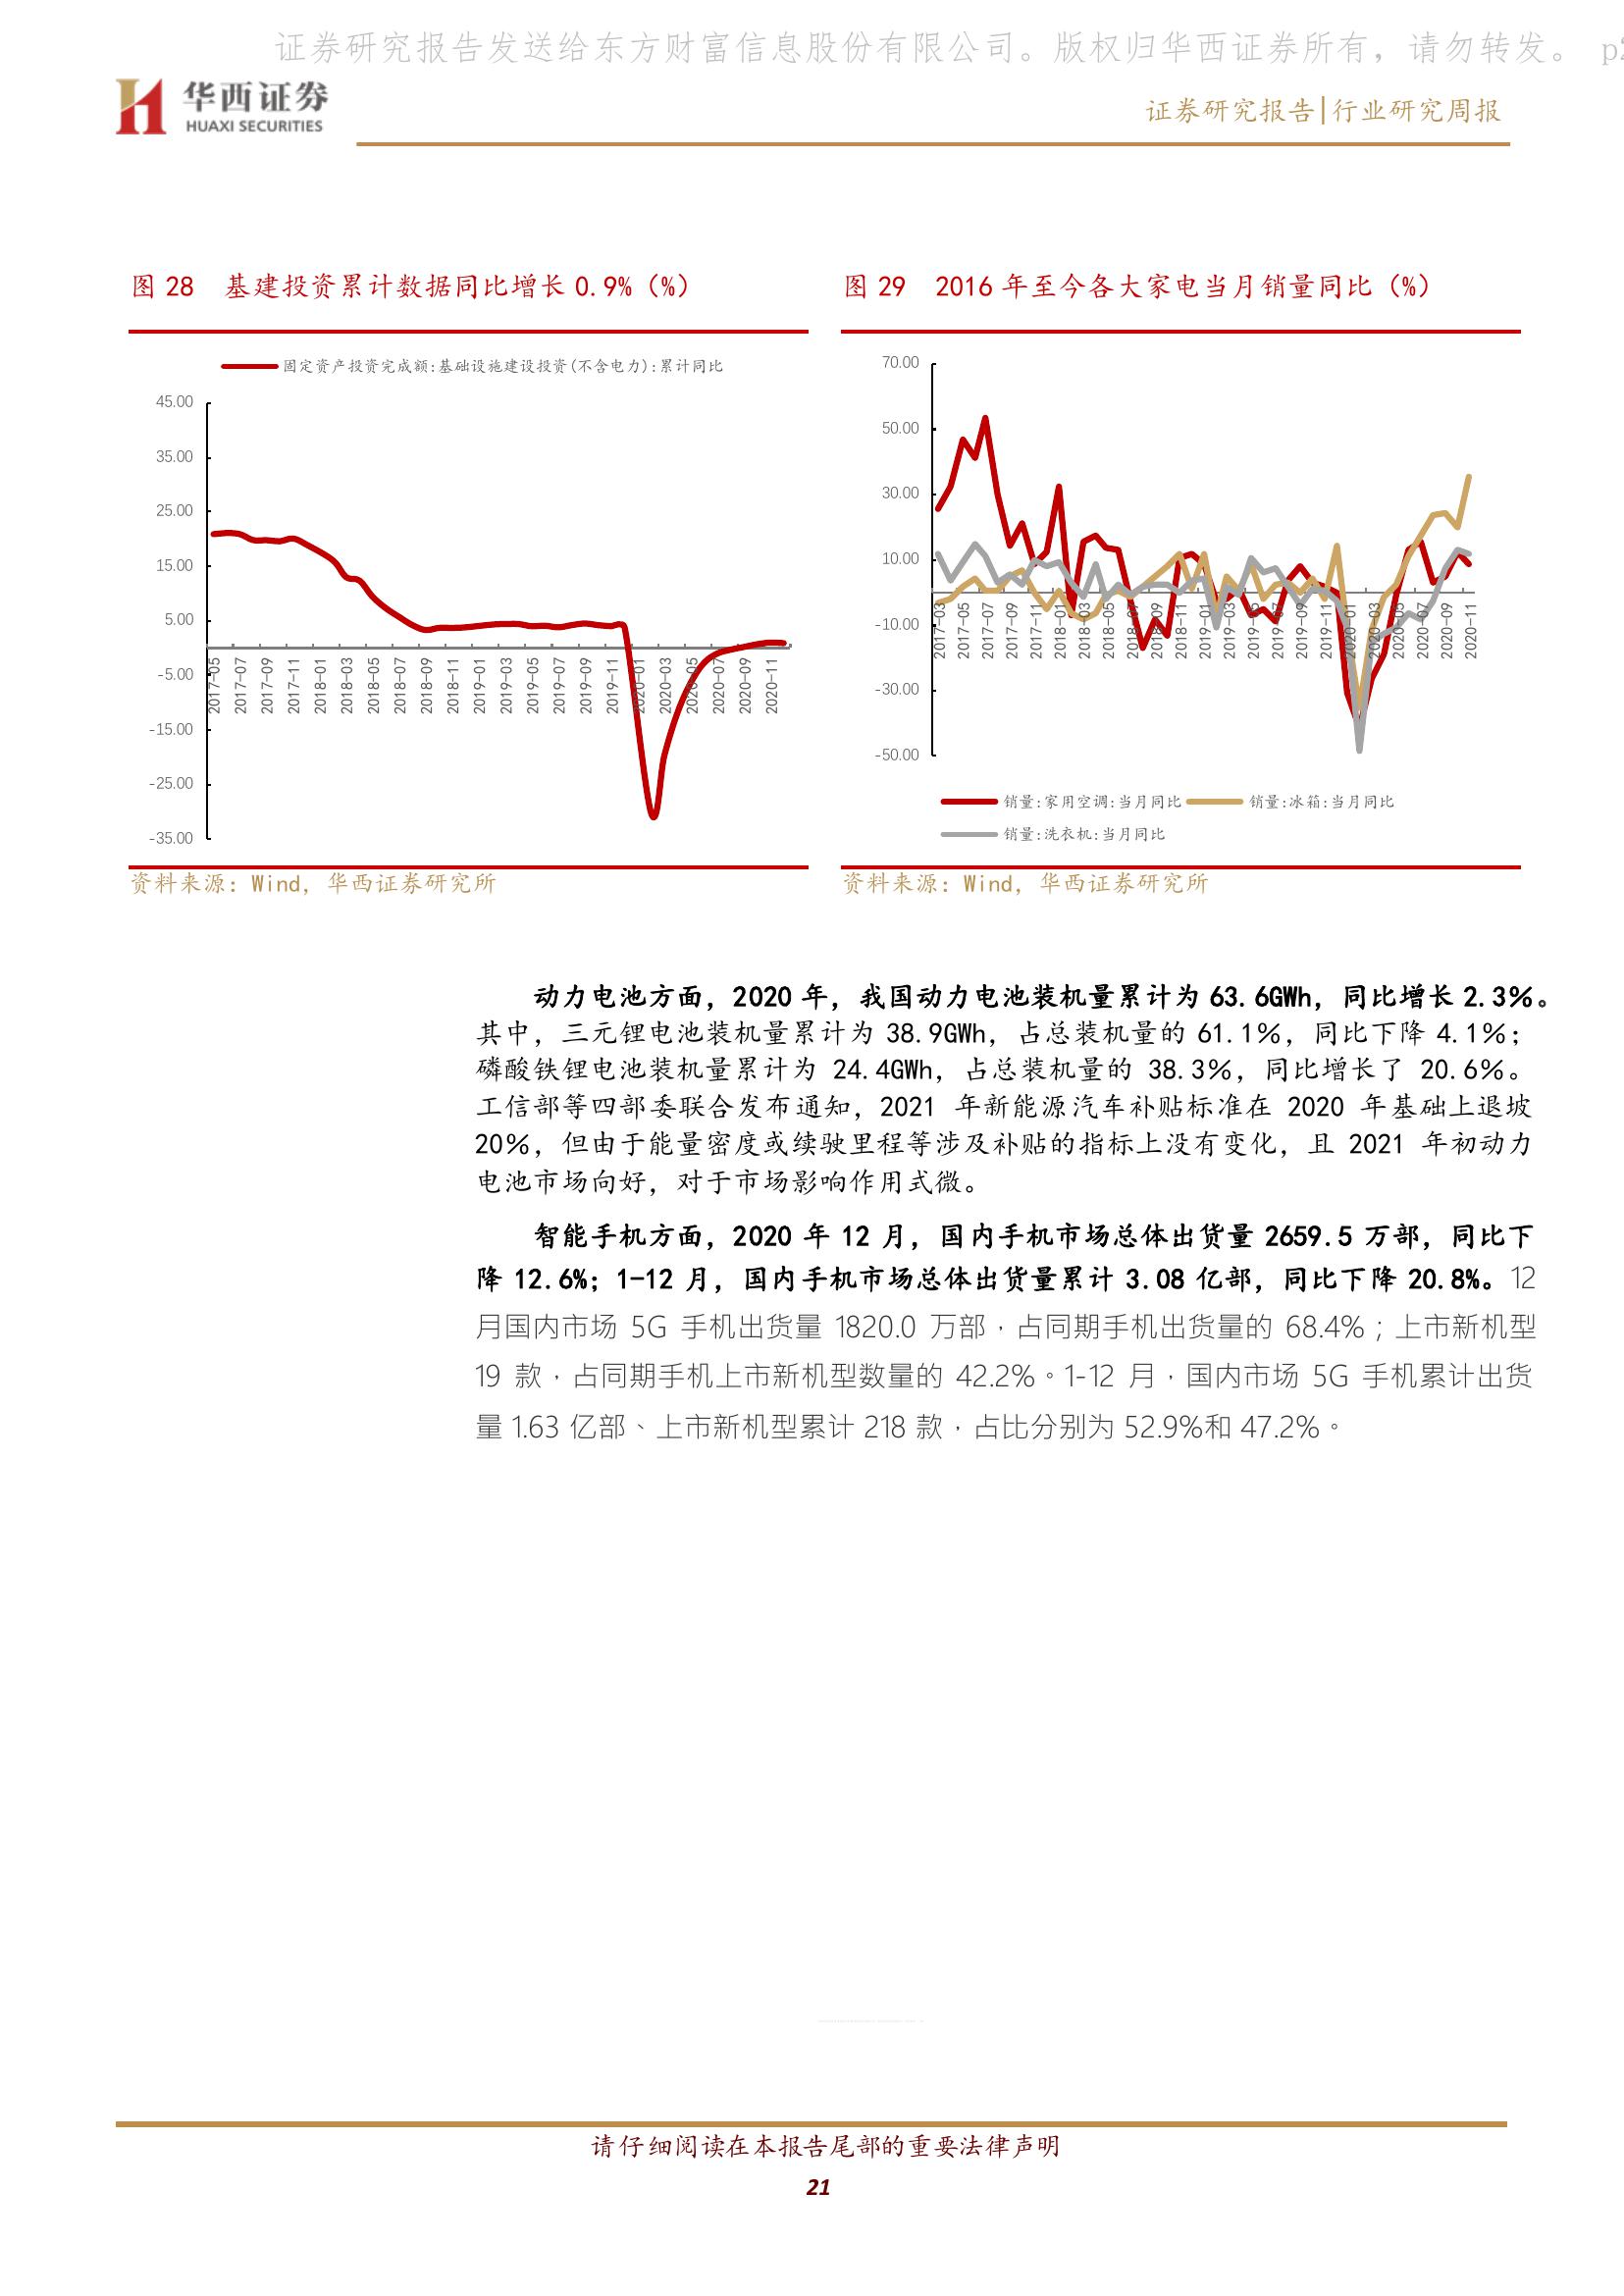 证券研究报告发送给东方财富信息股份有限公司。版权归华西证券所有，请勿转发。 p2
华西证券
HUAXI SECURITIES
证券研究报告|行业研究周报
图 28 基建投资累计数据同比增长 0.9%（%）
固定资产投资完成额:基础设施建设投资(不含电力):累计同比
45.00
35.00
25.00
15.00
5.00
-5.00
-15.00
-25.00
-35.00
2017-05
2017-07
2017-09
2017-11
2018-01
2018-03
2018-05
2018-07
2018-09
2018-11
2019-01
2019-03
2019-05
2019-07
2019-09
2019-11
2020-01
2020-03
2020-05
2020-07
2020-09
2020-11
资料来源：Wind，华西证券研究所
图 29 2016 年至今各大家电当月销量同比（%）
70.00
50.00
30.00
10.00
-10.00
-30.00
-50.00
2017-03
2017-05
2017-07
2017-09
2017-11
2018-01
2018-03
2018-05
2018-07
2018-09
2018-11
2019-01
2019-03
2019-05
2019-07
2019-09
2019-11
2020-01
2020-03
2020-05
2020-07
2020-09
2020-11
销量:家用空调:当月同比 销量:冰箱:当月同比
销量:洗衣机:当月同比
资料来源：Wind，华西证券研究所
动力电池方面，2020 年，我国动力电池装机量累计为 63.6GWh，同比增长 2.3%。
其中，三元锂电池装机量累计为 38.9GWh，占总装机量的 61.1%，同比下降 4.1%；
磷酸铁锂电池装机量累计为 24.4GWh，占总装机量的 38.3%，同比增长了 20.6%。
工信部等四部委联合发布通知，2021 年新能源汽车补贴标准在 2020 年基础上退坡
20%，但由于能量密度或续驶里程等涉及补贴的指标上没有变化，且 2021 年初动力
电池市场向好，对于市场影响作用式微。
智能手机方面，2020 年 12 月，国内手机市场总体出货量 2659.5 万部，同比下
降 12.6%；1-12 月，国内手机市场总体出货量累计 3.08 亿部，同比下降 20.8%。12
月国内市场 5G 手机出货量 1820.0 万部，占同期手机出货量的 68.4%；上市新机型
19 款，占同期手机上市新机型数量的 42.2%。1-12 月，国内市场 5G 手机累计出货
量 1.63 亿部、上市新机型累计 218 款，占比分别为 52.9%和 47.2%。
请仔细阅读在本报告尾部的重要法律声明
21